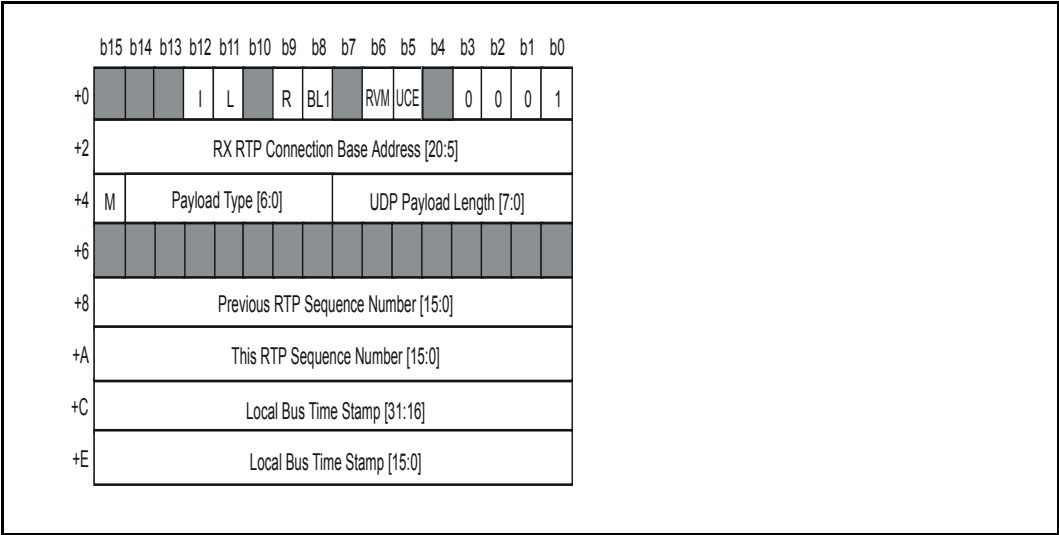 b15 b14 b13 b12 b11 b10 b9 b8 b7 b6 b5 b4 b3 b2 b1 b0
+0 I L R BL1 RVM UCE 0 0 0 1
+2 RX RTP Connection Base Address [20:5]
+4 M Payload Type [6:0] UDP Payload Length [7:0]
+6
+8 Previous RTP Sequence Number [15:0]
+A This RTP Sequence Number [15:0]
+C Local Bus Time Stamp [31:16]
+E Local Bus Time Stamp [15:0]